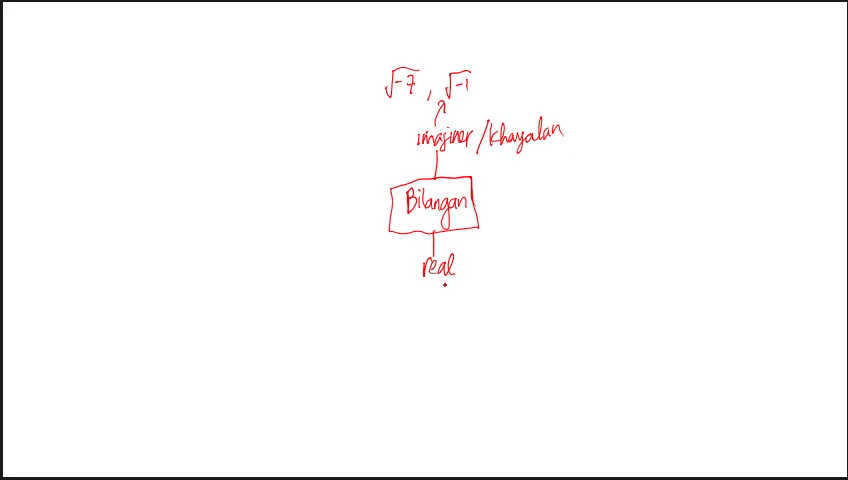 √-7 , √-1
imajiner/khayalan
Bilangan
real